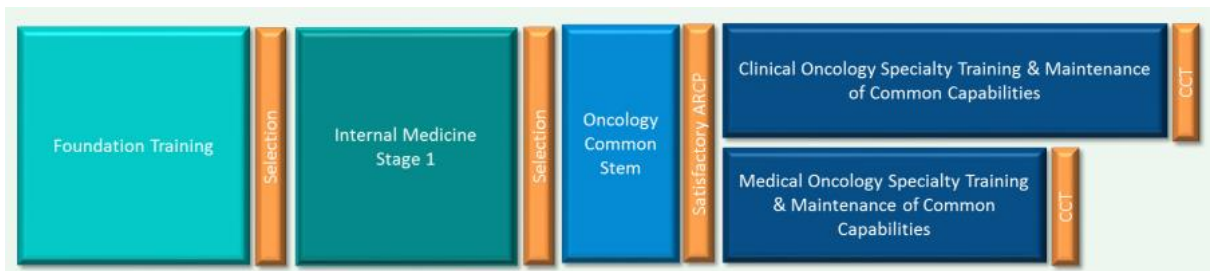 Foundation Training
Selection
Internal Medicine
Stage 1
Selection
Oncology
Common
Stem
Satisfactory ARCP
Clinical Oncology Specialty Training & Maintenance
of Common Capabilities
CCT
Medical Oncology Specialty Training
& Maintenance of Common
Capabilities
CCT